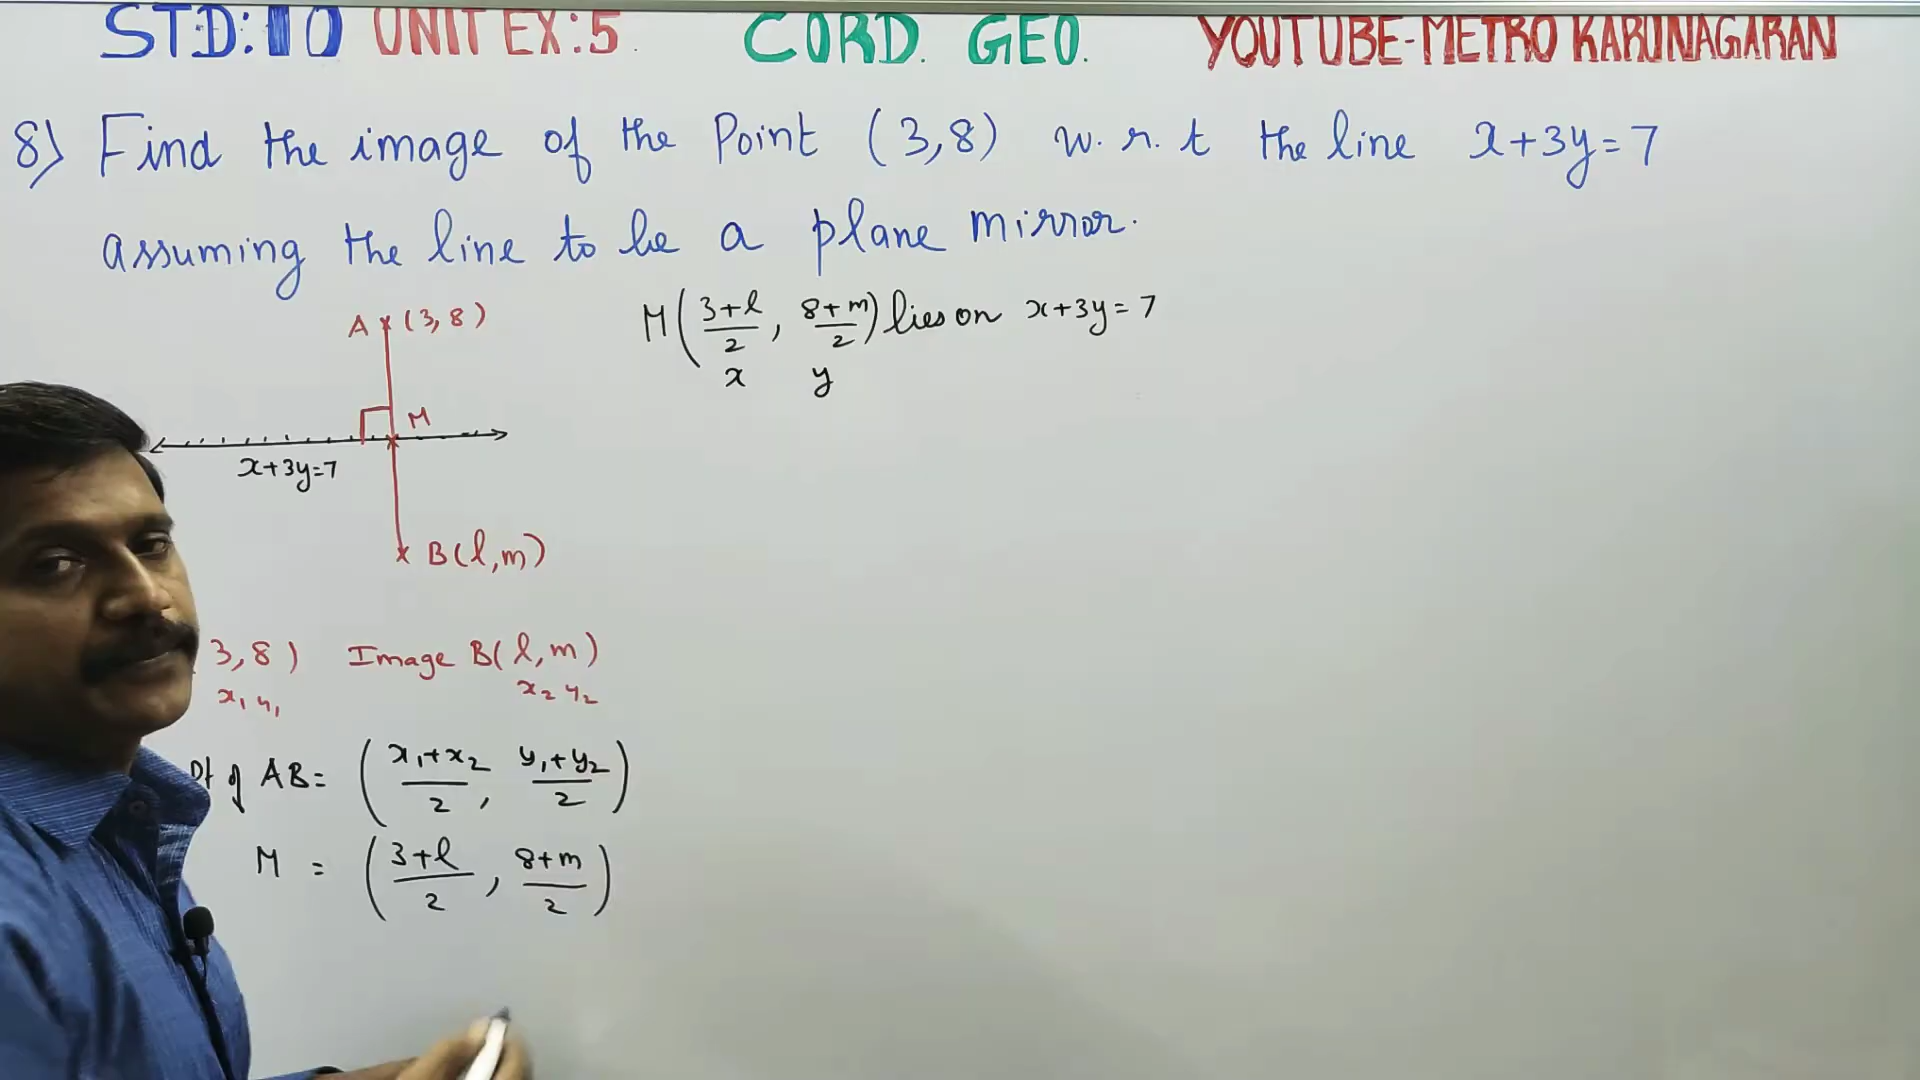 STD:10 UNIT EX:5. CORD. GEO. YOUTUBE-METRO KARUNAGARAN
8) Find the image of the Point (3,8) w.r.t the line x+3y=7
assuming the line to be a plane mirror.
A (3,8)
M
x+3y=7
B(l,m)
3,8) Image B(l,m)
x₁ y₁ x₂ y₂
Pt of AB= (x₁+x₂/2, y₁+y₂/2)
M = (3+l/2, 8+m/2)
M(3+l/2, 8+m/2) lies on x+3y=7
x y